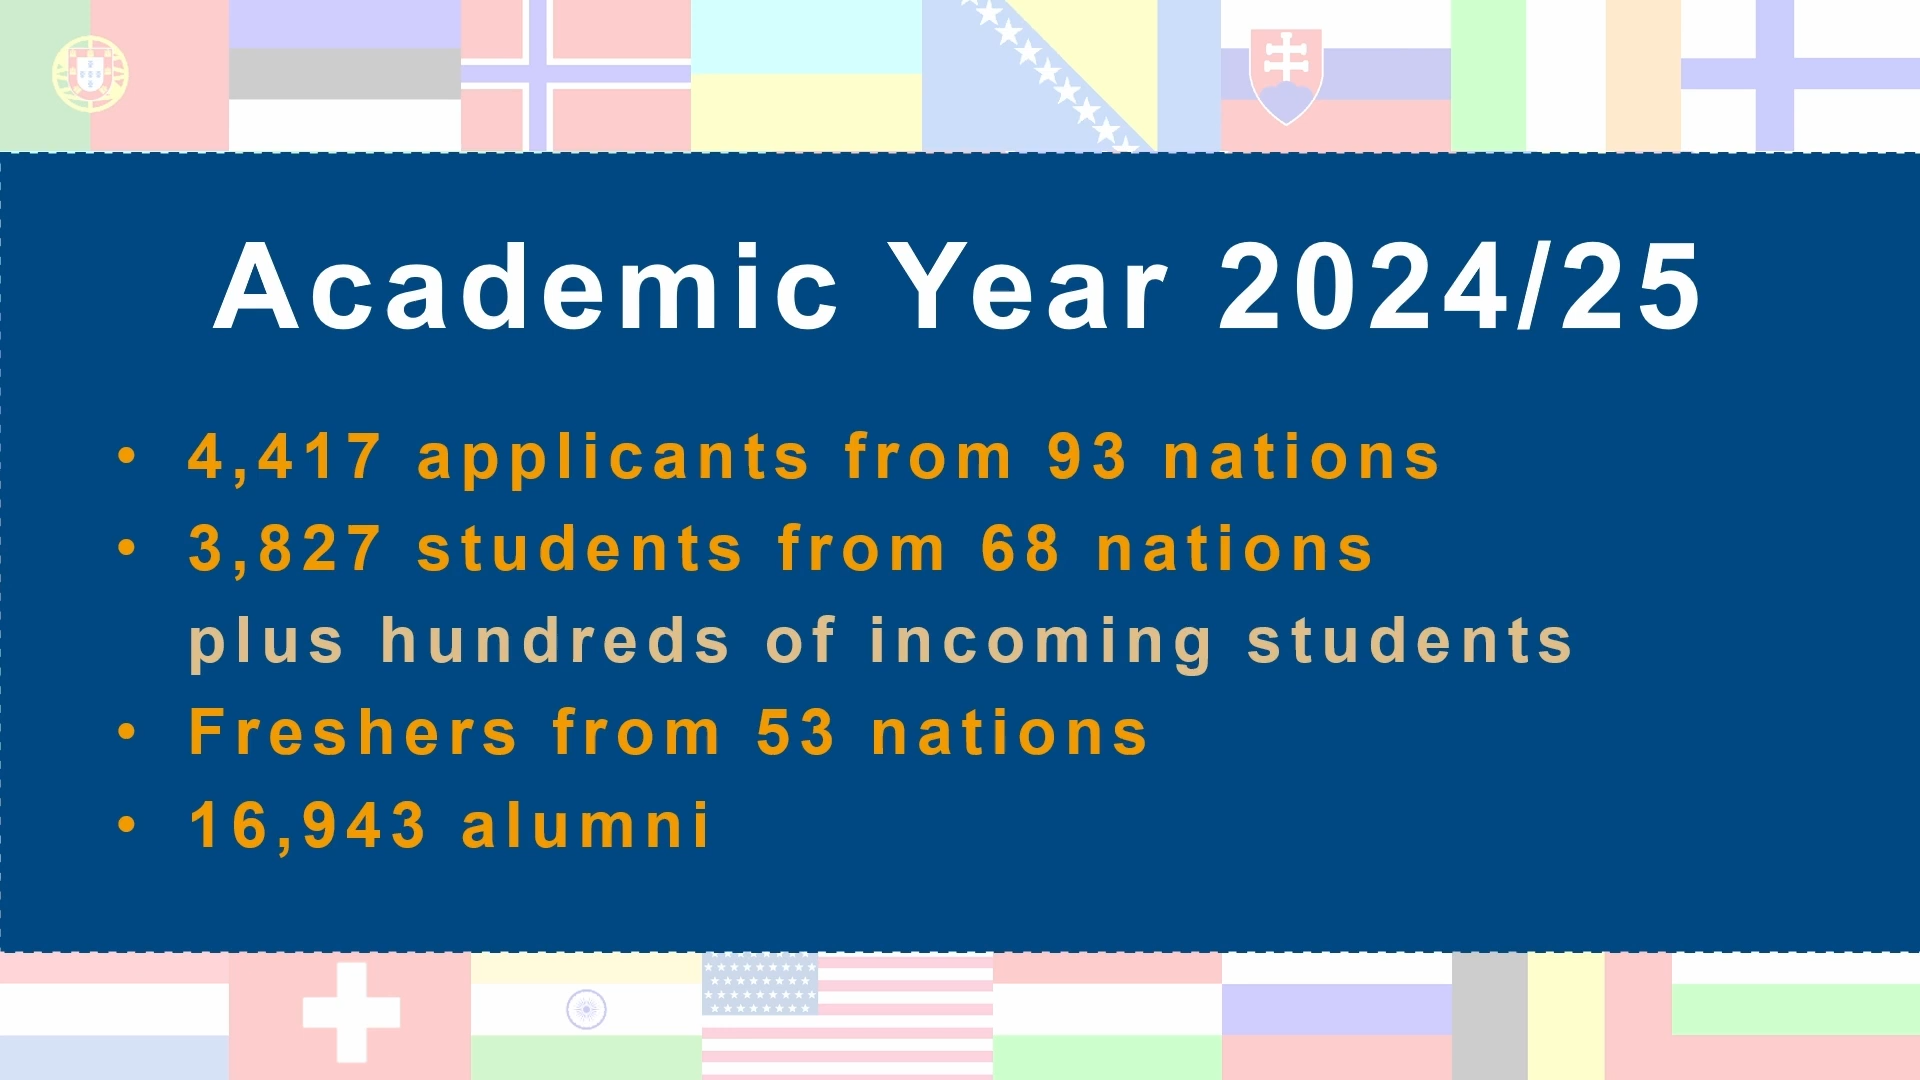 Academic Year 2024/25
• 4,417 applicants from 93 nations
• 3,827 students from 68 nations
plus hundreds of incoming students
• Freshers from 53 nations
• 16,943 alumni